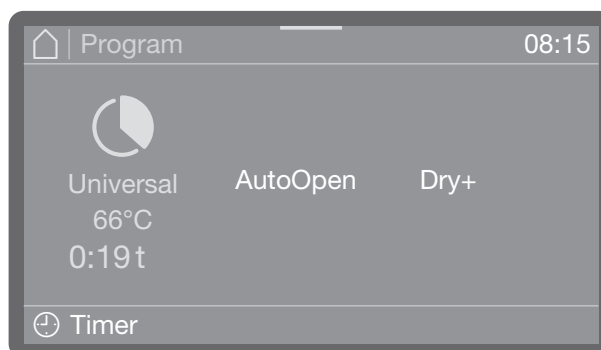 Program 08:15
Universal AutoOpen Dry+
66°C
0:19 t
Timer